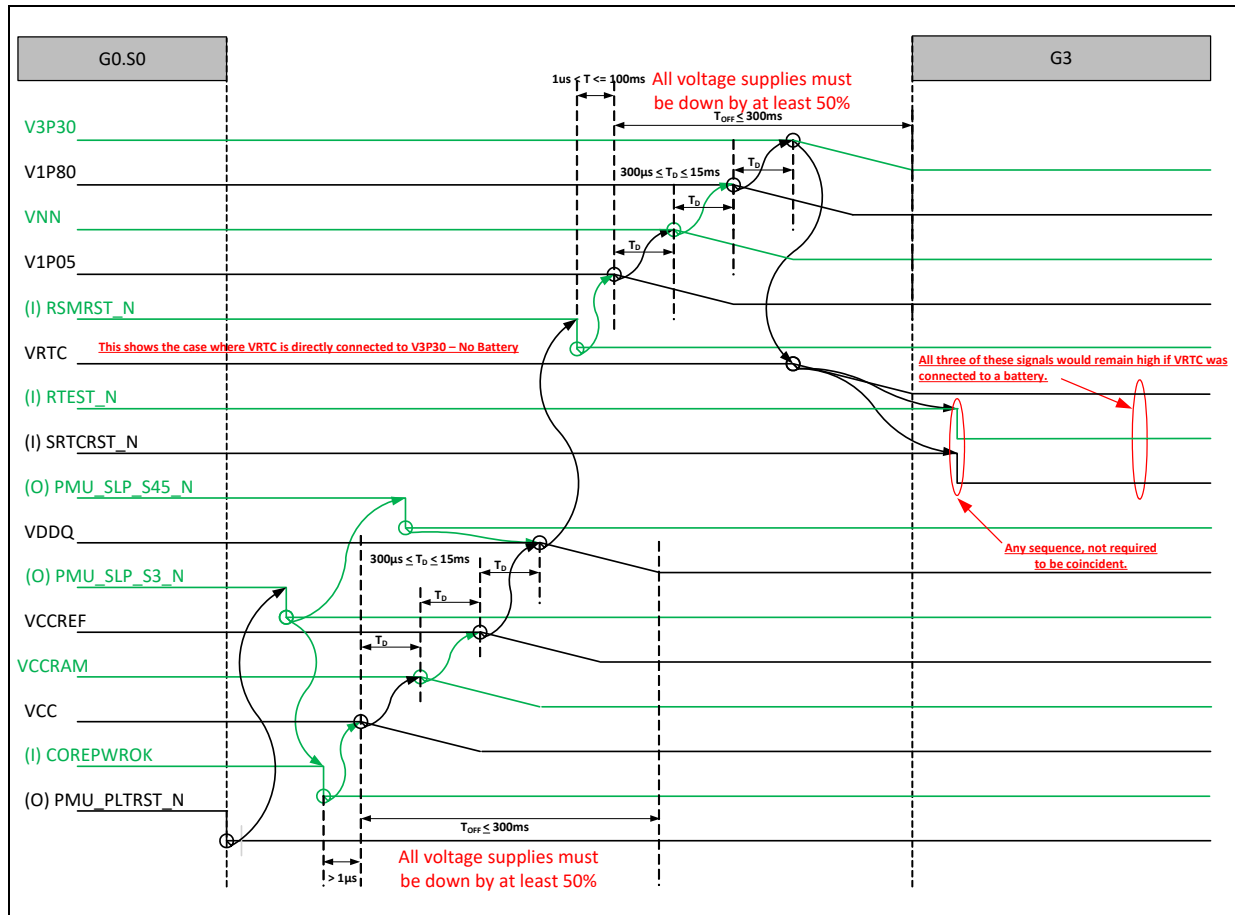 G0.S0
G3
1us < T <= 100ms
All voltage supplies must
be down by at least 50%
TOFF ≤ 300ms
V3P30
TD
V1P80
300µs ≤ TD ≤ 15ms
TD
VNN
TD
V1P05
(I) RSMRST_N
This shows the case where VRTC is directly connected to V3P30 – No Battery
VRTC
All three of these signals would remain high if VRTC was
connected to a battery.
(I) RTEST_N
(I) SRTCRST_N
(O) PMU_SLP_S45_N
VDDQ
Any sequence, not required
to be coincident.
300µs ≤ TD ≤ 15ms
TD
(O) PMU_SLP_S3_N
TD
VCCREF
TD
VCCRAM
VCC
(I) COREPWROK
(O) PMU_PLTRST_N
TOFF ≤ 300ms
All voltage supplies must
be down by at least 50%
> 1µs